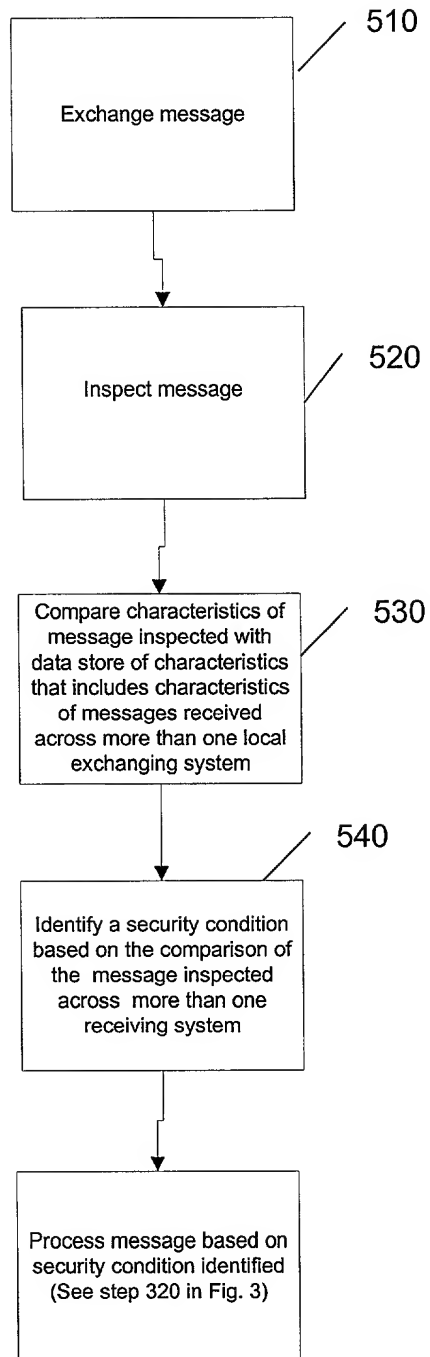 510
Exchange message
520
Inspect message
530
Compare characteristics of
message inspected with
data store of characteristics
that includes characteristics
of messages received
across more than one local
exchanging system
540
Identify a security condition
based on the comparison of
the message inspected
across more than one
receiving system
Process message based on
security condition identified
(See step 320 in Fig. 3)